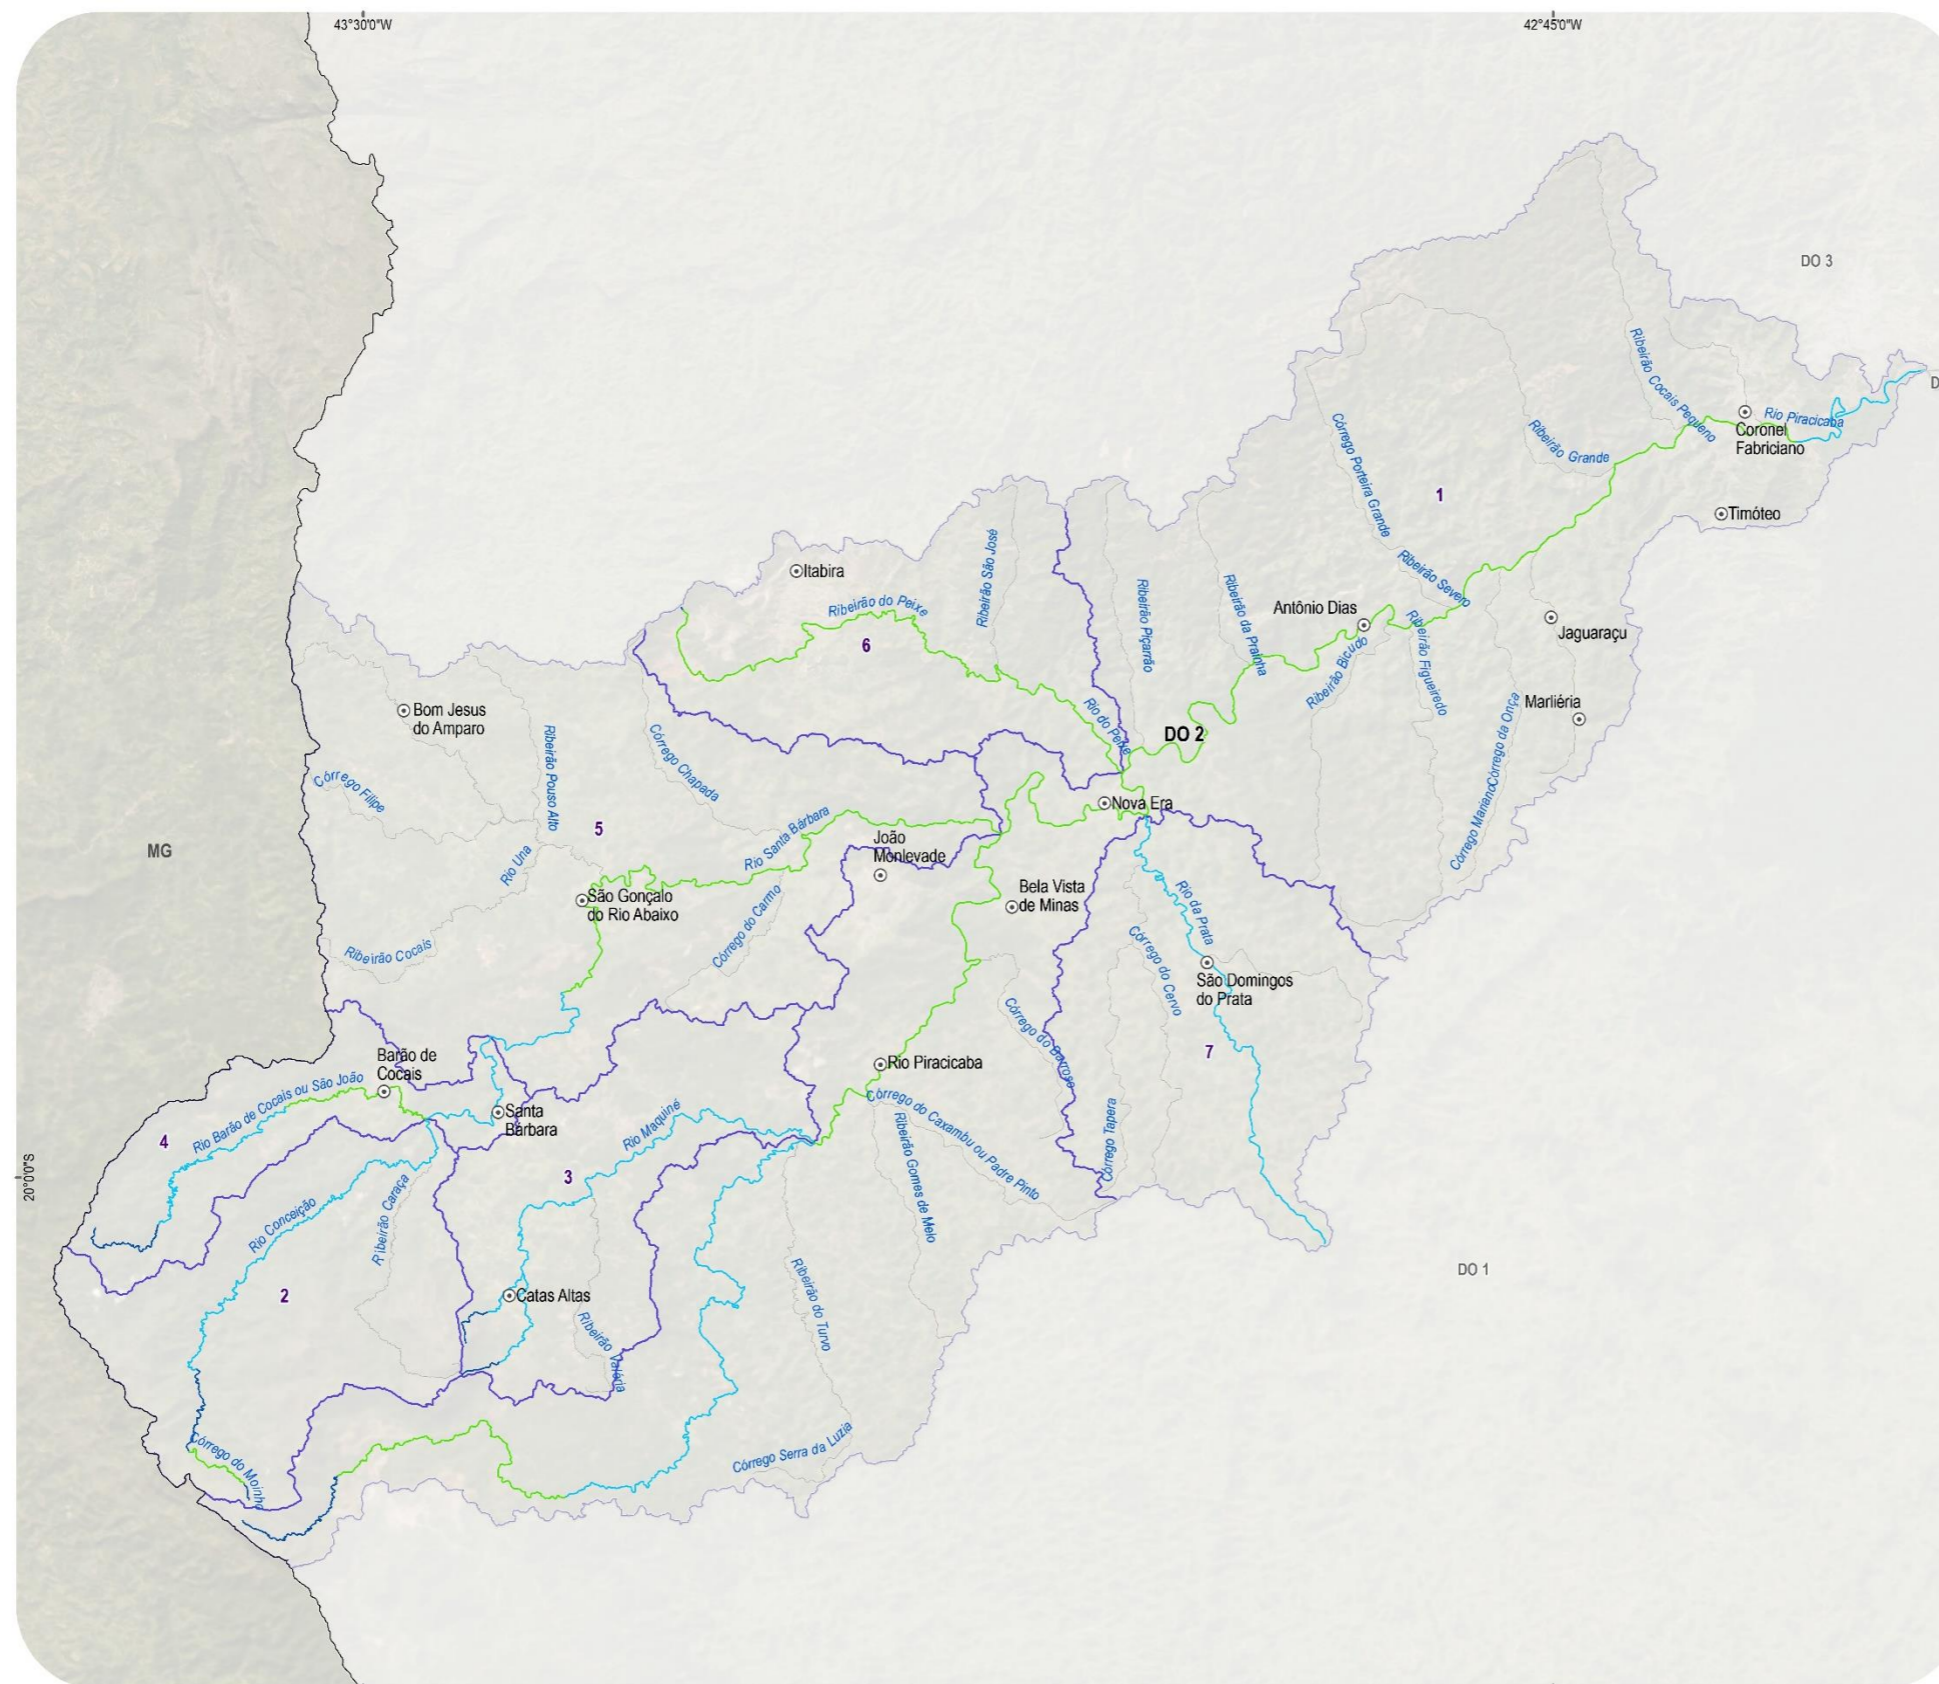 43°30'0"W
42°45'0"W
DO 3
D
Ribeirão Cocais Pequeno
Rio Piracicaba
Coronel
Fabriciano
Córrego Porteira Grande
Ribeirão Grande
1
Timóteo
Ribeirão São José
Itabira
Ribeirão do Peixe
6
Ribeirão Piçarrão
Ribeirão da Prainha
Ribeirão Severo
Antônio Dias
Ribeirão Bicudo
Ribeirão Figueiredo
Jaguaraçu
Marliéria
Córrego da Onça
Córrego Mariano
Bom Jesus
do Amparo
Ribeirão Pouso Alto
Córrego Chapada
Rio do Peixe
DO 2
Córrego Filipe
Nova Era
5
Rio Santa Bárbara
João
Monlevade
MG
Rio Una
São Gonçalo
do Rio Abaixo
Bela Vista
de Minas
Rio da Prata
Córrego do Carmo
Ribeirão Cocais
Córrego do Cervo
São Domingos
do Prata
Córrego do Barroso
7
Barão de
Cocais
Rio Piracicaba
Rio Barão de Cocais ou São João
Santa
Bárbara
Rio Maquiné
Córrego do Caxambu ou Padre Pinto
Ribeirão Gomes de Melo
Córrego Tapera
4
20°0'0"S
3
Rio Conceição
Ribeirão Caraça
2
Catas Altas
Ribeirão Valéria
Ribeirão do Turvo
DO 1
Córrego do Moinho
Córrego Serra da Luzia